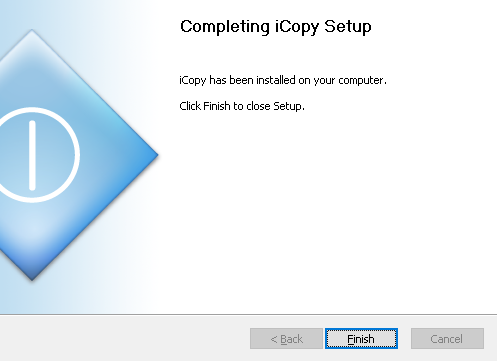 Completing iCopy Setup
iCopy has been installed on your computer.
Click Finish to close Setup.
< Back
Finish
Cancel